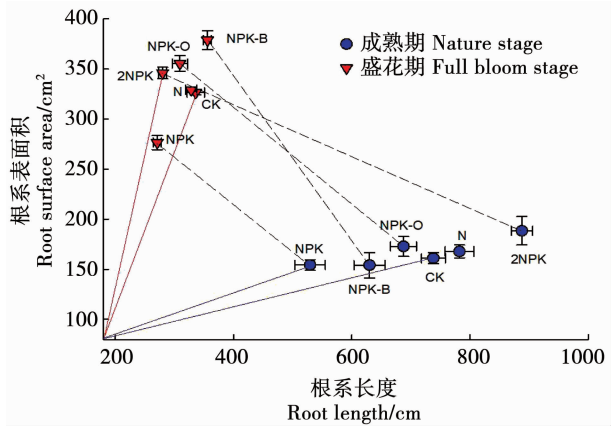 400
350
300
250
200
150
100
根系表面积
Root surface area/cm²
NPK-O
NPK-B
2NPK
N
CK
NPK
成熟期 Nature stage
盛花期 Full bloom stage
NPK
NPK-B
NPK-O
CK
N
2NPK
200 400 600 800 1000
根系长度
Root length/cm